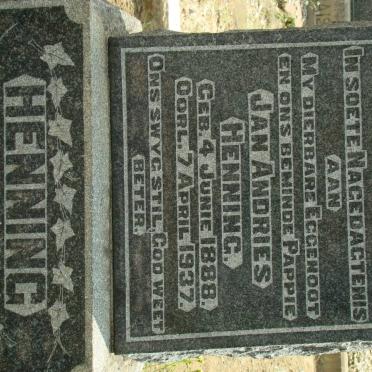 IN SOETE NAGEDACTENIS
AAN
MY DIERBARE EGGENOOT
EN ONS BEMINDE PAPPIE
JAN ANDRIES
HENNING.
GEB. 4 JUNIE 1888.
OORL. 7 APRIL 1937.
ONS SWYG STIL GOD WEET
BETER.
HENNING